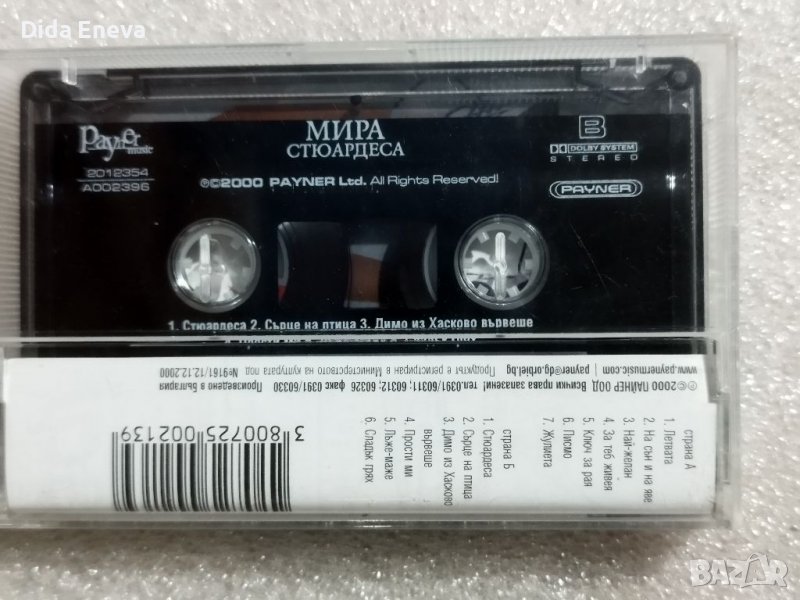 Dida Eneva
Payner
music
2012354
A002396
МИРА
СТЮАРДЕСА
℗©2000 PAYNER Ltd. All Rights Reserved!
B
DOLBY SYSTEM
STEREO
PAYNER
1. Стюардеса 2. Сърце на птица 3. Димо из Хасково вървеше
℗©2000 ПАЙНЕР ООД Всички права запазени! тел.0391/60311; 60312; 60326 факс 0391/60330 Произведено в България
www.paynermusic.com payner@dg.orbitel.bg Продуктът е регистриран в Министерството на културата под №9161/12.12.2000
страна А
1. Летвата
2. На сън и на яве
3. Най-желан
4. За теб живея
5. Ключ за рая
6. Писмо
7. Жулиета
страна Б
1. Стюардеса
2. Сърце на птица
3. Димо из Хасково
вървеше
4. Прости ми
5. Лъже-маже
6. Сладък грях
3 800725 002139
BAZAR